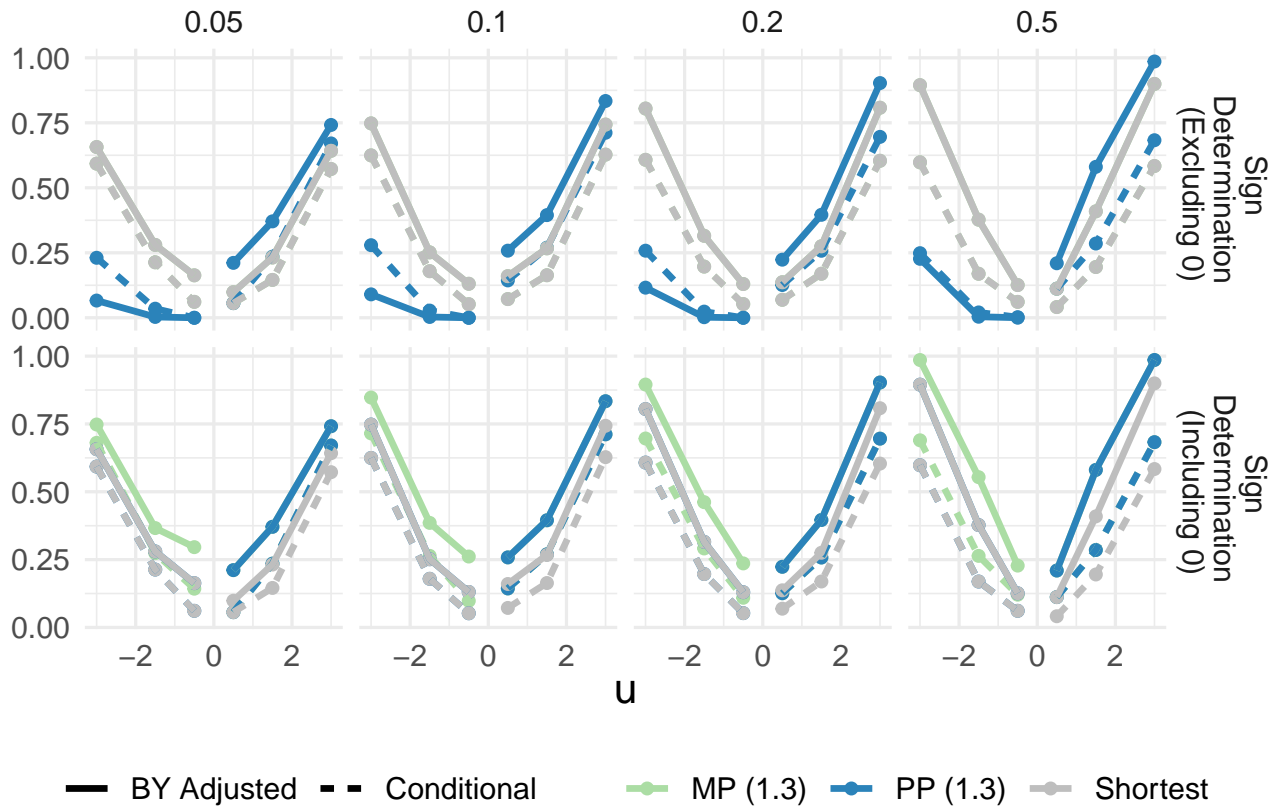 0.05 0.1 0.2 0.5
1.00
0.75
0.50
0.25
0.00
Sign
Determination
(Excluding 0)
1.00
0.75
0.50
0.25
0.00
Sign
Determination
(Including 0)
−2 0 2 −2 0 2 −2 0 2 −2 0 2
u
BY Adjusted Conditional MP (1.3) PP (1.3) Shortest